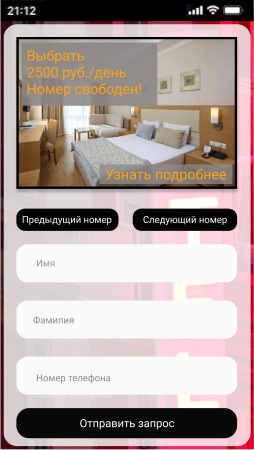 21:12
Выбрать
2500 руб./день
Номер свободен!
Узнать подробнее
Предыдущий номер
Следующий номер
Имя
Фамилия
Номер телефона
Отправить запрос